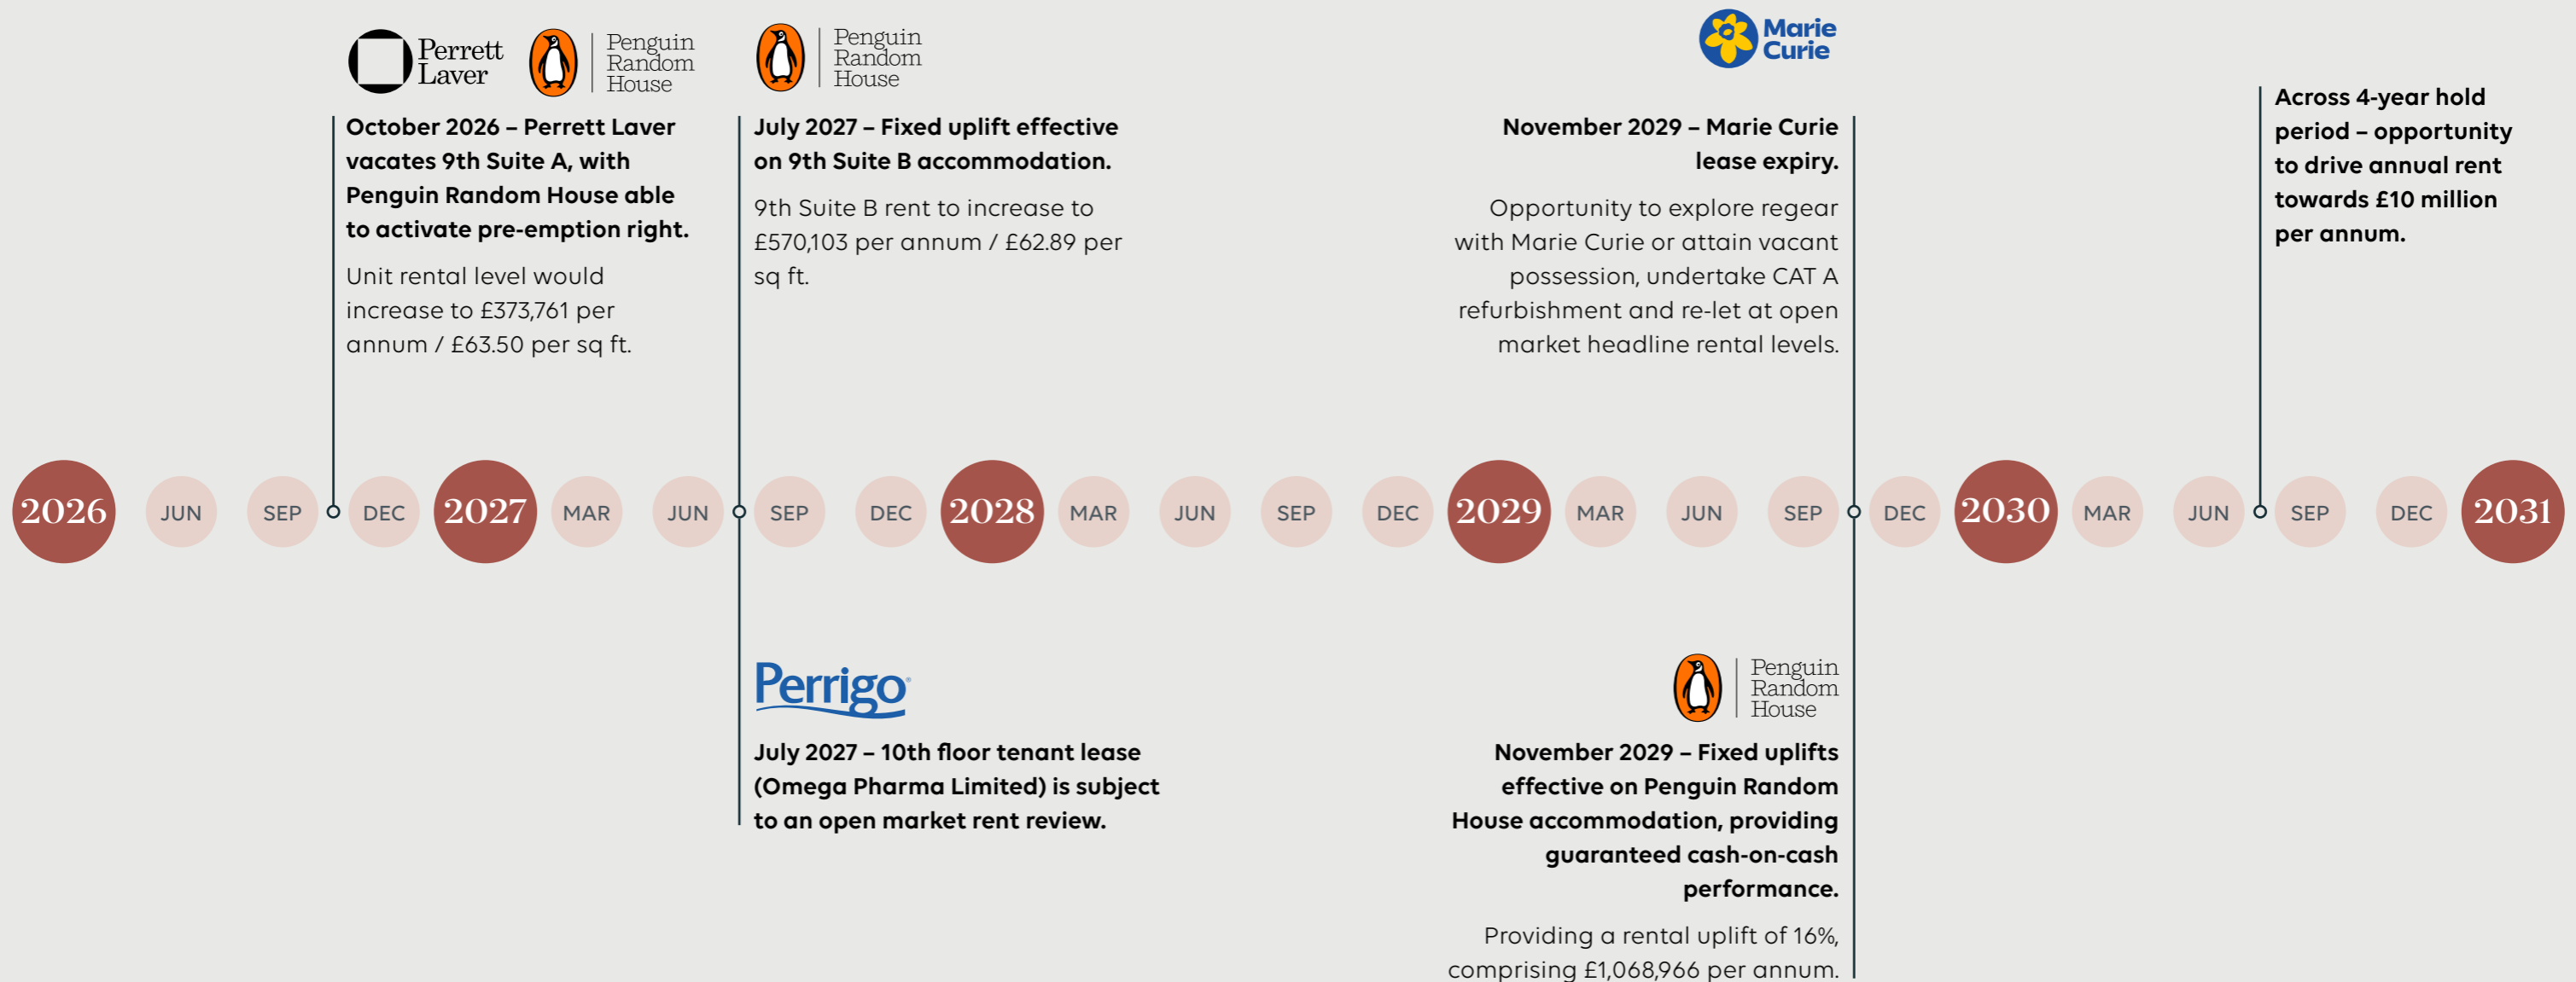 Perrett
Laver
Penguin
Random
House
October 2026 – Perrett Laver
vacates 9th Suite A, with
Penguin Random House able
to activate pre-emption right.
Unit rental level would
increase to £373,761 per
annum / £63.50 per sq ft.
Penguin
Random
House
July 2027 – Fixed uplift effective
on 9th Suite B accommodation.
9th Suite B rent to increase to
£570,103 per annum / £62.89 per
sq ft.
Marie
Curie
November 2029 – Marie Curie
lease expiry.
Opportunity to explore regear
with Marie Curie or attain vacant
possession, undertake CAT A
refurbishment and re-let at open
market headline rental levels.
Across 4-year hold
period – opportunity
to drive annual rent
towards £10 million
per annum.
2026 JUN SEP DEC 2027 MAR JUN SEP DEC 2028 MAR JUN SEP DEC 2029 MAR JUN SEP DEC 2030 MAR JUN SEP DEC 2031
Perrigo®
July 2027 – 10th floor tenant lease
(Omega Pharma Limited) is subject
to an open market rent review.
Penguin
Random
House
November 2029 – Fixed uplifts
effective on Penguin Random
House accommodation, providing
guaranteed cash-on-cash
performance.
Providing a rental uplift of 16%,
comprising £1,068,966 per annum.